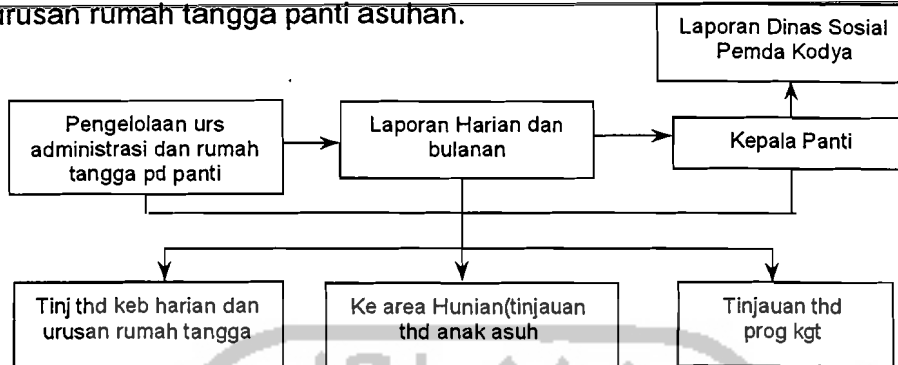 urusan rumah tangga panti asuhan.
Laporan Dinas Sosial
Pemda Kodya
Pengelolaan urs
administrasi dan rumah
tangga pd panti
Laporan Harian dan
bulanan
Kepala Panti
Tinj thd keb harian dan
urusan rumah tangga
Ke area Hunian(tinjauan
thd anak asuh
Tinjauan thd
prog kgt